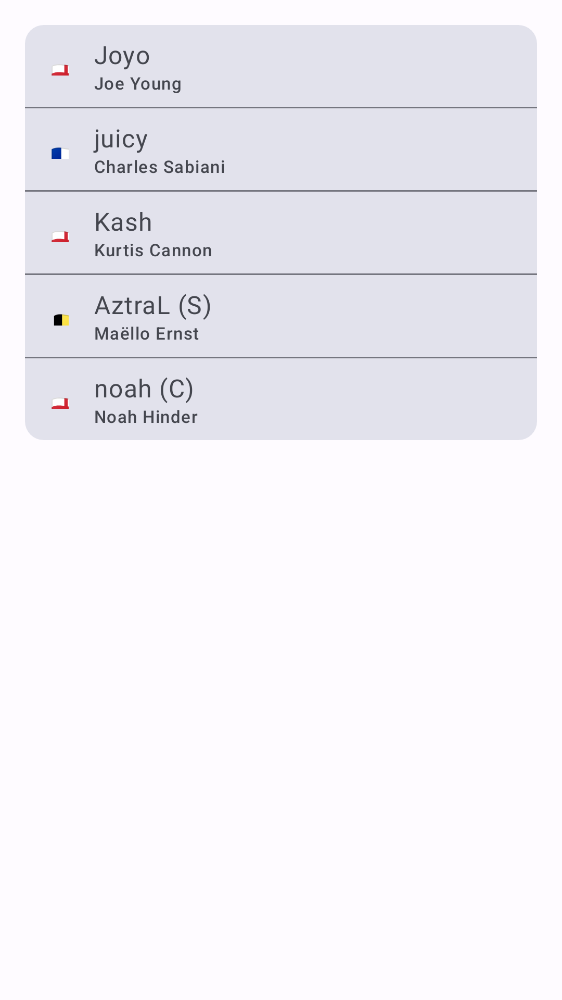 Joyo
Joe Young
juicy
Charles Sabiani
Kash
Kurtis Cannon
AztraL (S)
Maëllo Ernst
noah (C)
Noah Hinder